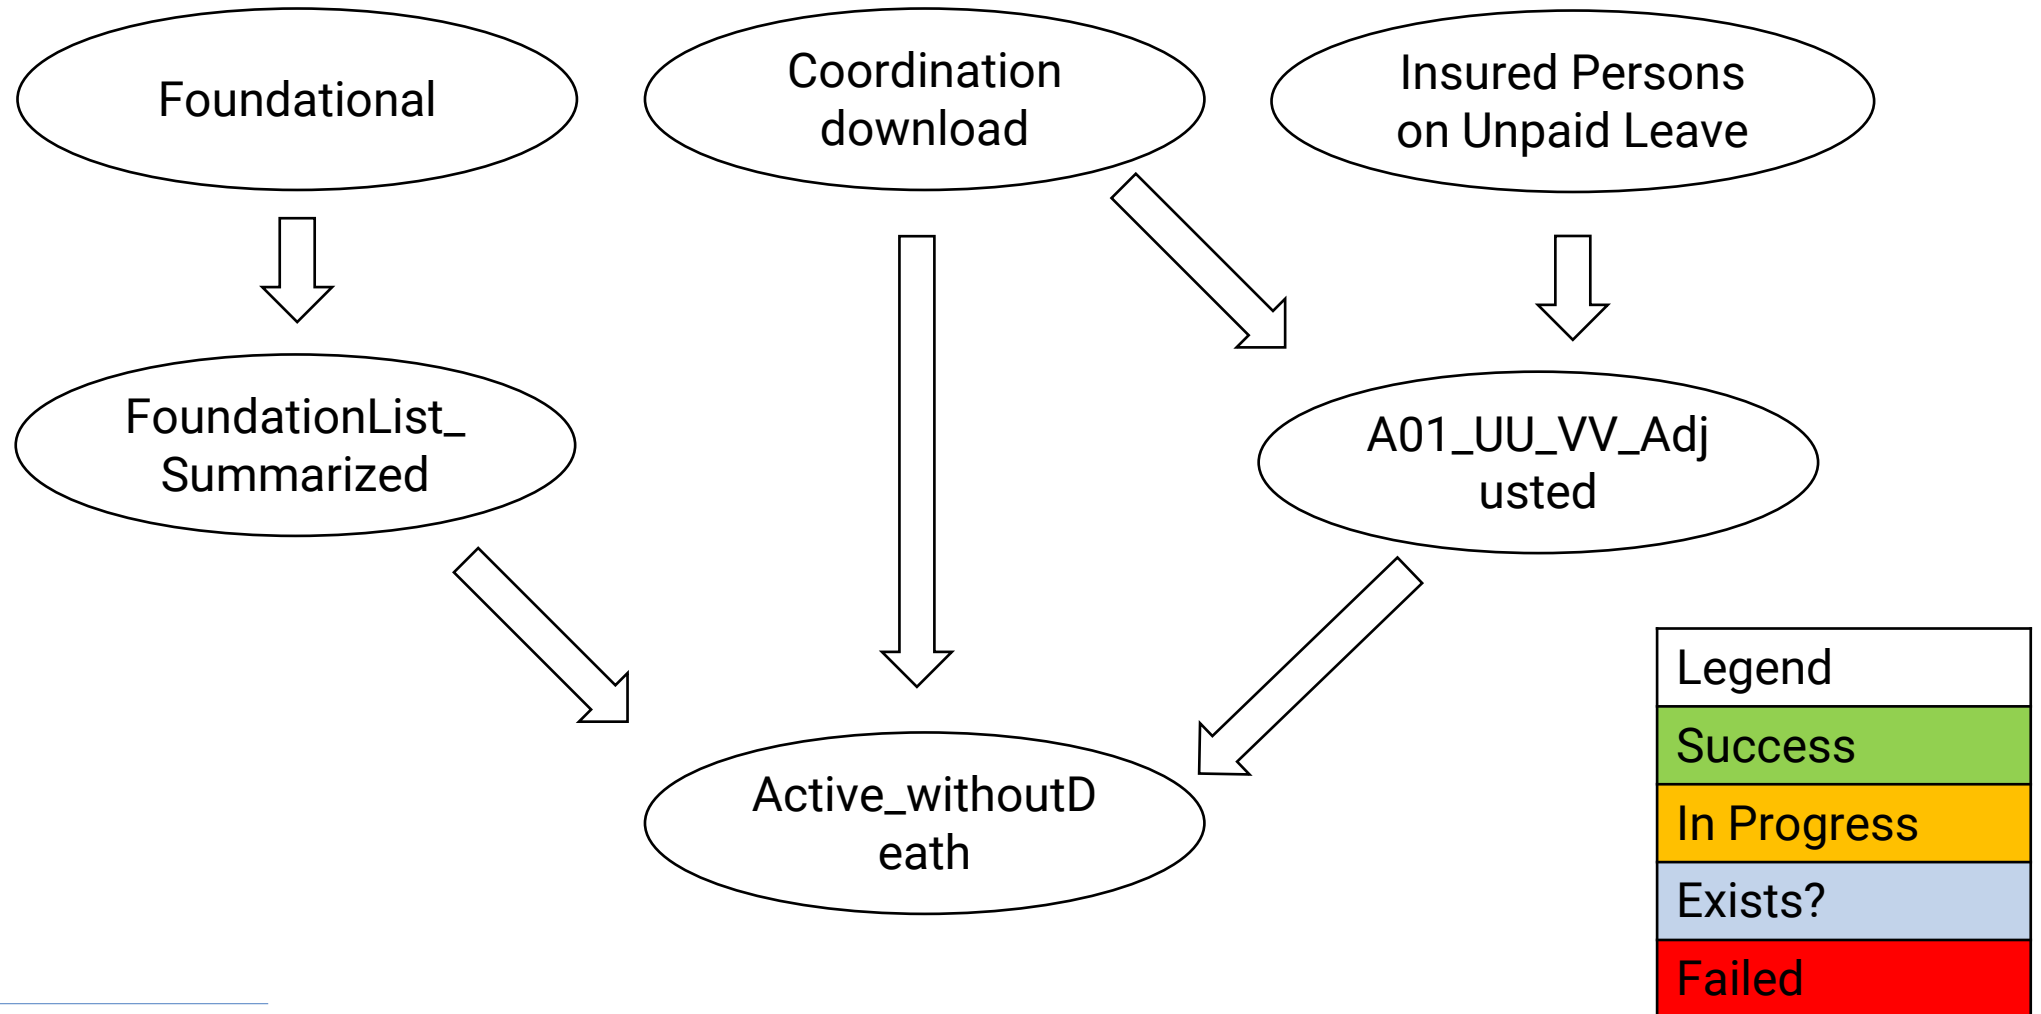 Foundational
Coordination
download
Insured Persons
on Unpaid Leave
FoundationList_
Summarized
A01_UU_VV_Adj
usted
Active_withoutD
eath
Legend
Success
In Progress
Exists?
Failed